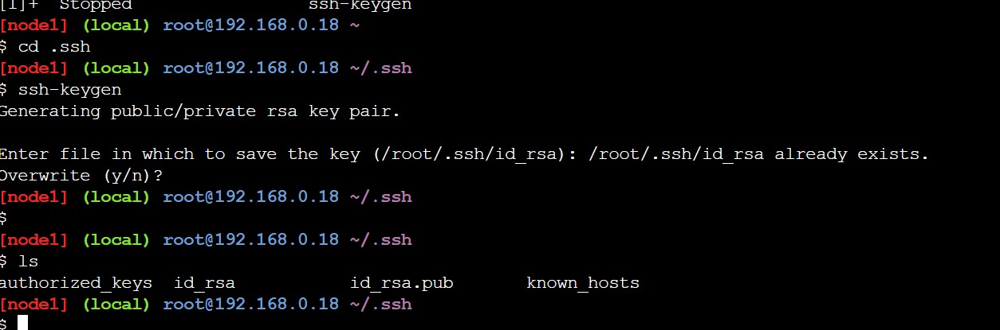 [1]+  Stopped                 ssh-keygen
[node1] (local) root@192.168.0.18 ~
$ cd .ssh
[node1] (local) root@192.168.0.18 ~/.ssh
$ ssh-keygen
Generating public/private rsa key pair.
Enter file in which to save the key (/root/.ssh/id_rsa): /root/.ssh/id_rsa already exists.
Overwrite (y/n)?
[node1] (local) root@192.168.0.18 ~/.ssh
$
[node1] (local) root@192.168.0.18 ~/.ssh
$ ls
authorized_keys  id_rsa           id_rsa.pub       known_hosts
[node1] (local) root@192.168.0.18 ~/.ssh
$